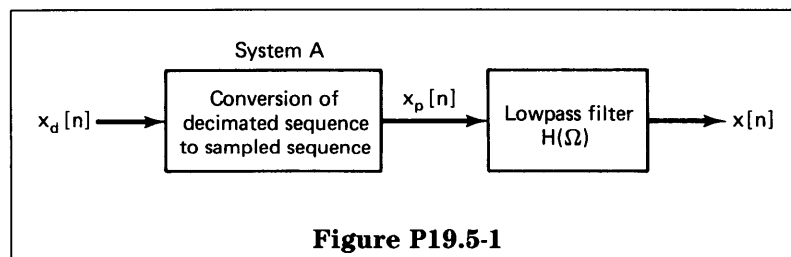 System A
x_d[n]
Conversion of
decimated sequence
to sampled sequence
x_p[n]
Lowpass filter
H(Ω)
x[n]
Figure P19.5-1